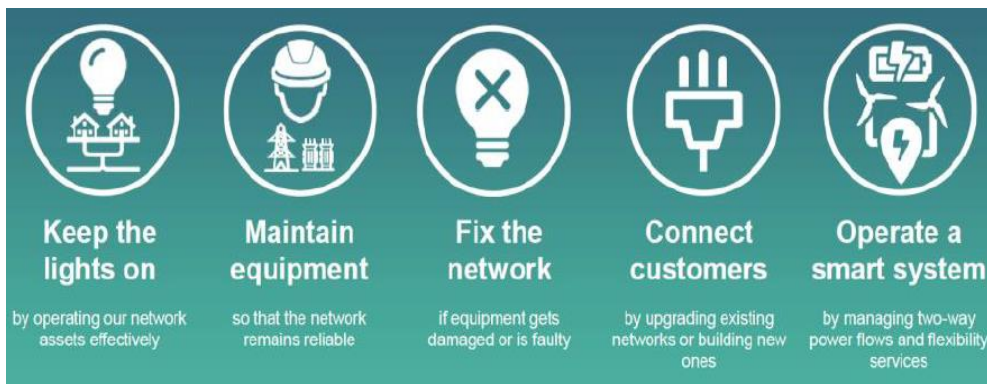 Keep the
lights on
by operating our network
assets effectively
Maintain
equipment
so that the network
remains reliable
Fix the
network
if equipment gets
damaged or is faulty
Connect
customers
by upgrading existing
networks or building new
ones
Operate a
smart system
by managing two-way
power flows and flexibility
services